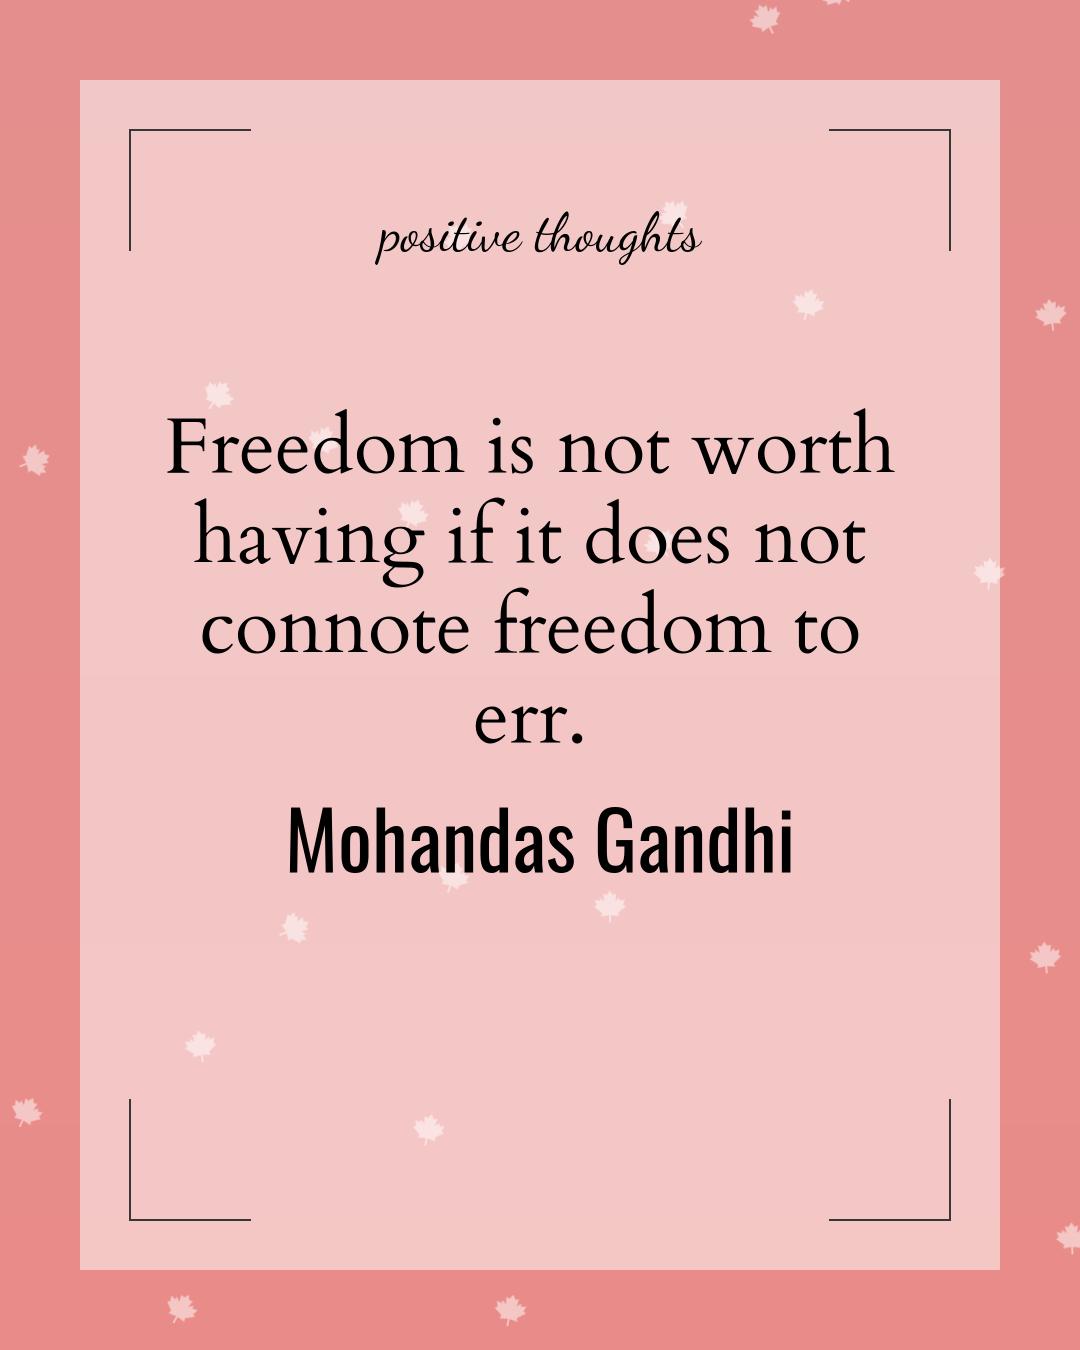 positive thoughts
Freedom is not worth
having if it does not
connote freedom to
err.
Mohandas Gandhi